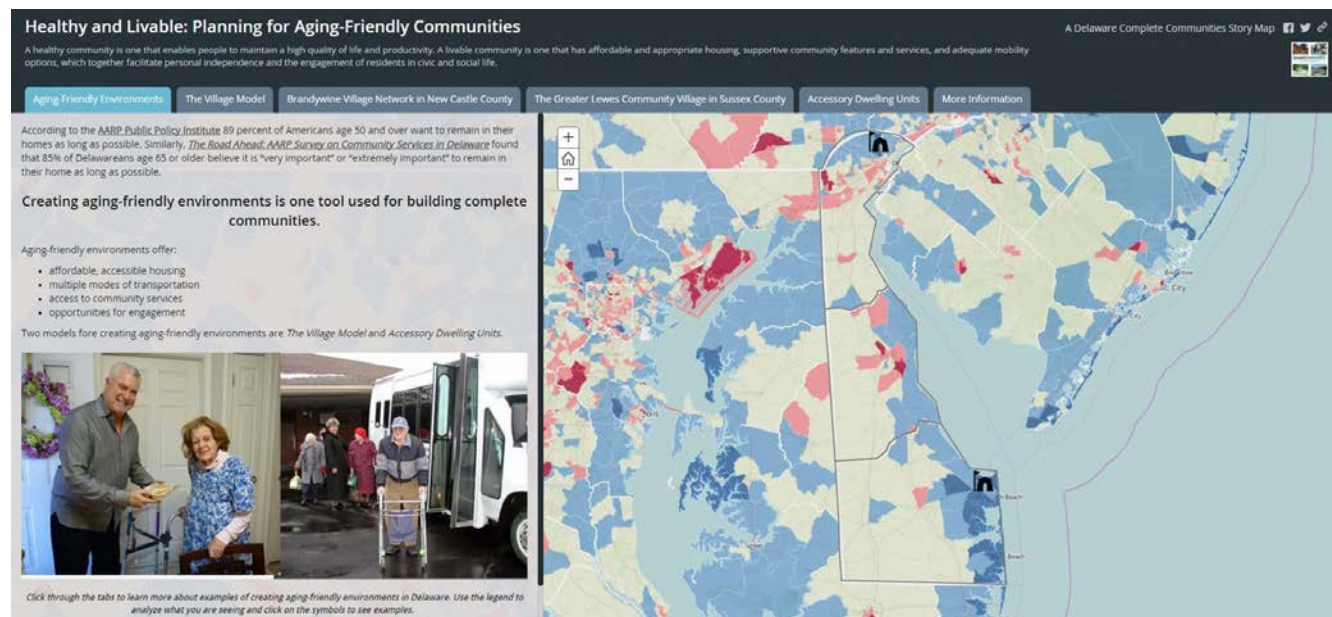 Healthy and Livable: Planning for Aging-Friendly Communities
A Delaware Complete Communities Story Map
A healthy community is one that enables people to maintain a high quality of life and productivity. A livable community is one that has affordable and appropriate housing, supportive community features and services, and adequate mobility
options, which together facilitate personal independence and the engagement of residents in civic and social life.
Aging-Friendly Environments
The Village Model
Brandywine Village Network in New Castle County
The Greater Lewes Community Village in Sussex County
Accessory Dwelling Units
More Information
According to the AARP Public Policy Institute 89 percent of Americans age 50 and over want to remain in their
homes as long as possible. Similarly, The Road Ahead: AARP Survey on Community Services in Delaware found
that 85% of Delawareans age 65 or older believe it is "very important" or "extremely important" to remain in
their home as long as possible.
Creating aging-friendly environments is one tool used for building complete
communities.
Aging-friendly environments offer:
• affordable, accessible housing
• multiple modes of transportation
• access to community services
• opportunities for engagement
Two models fore creating aging-friendly environments are The Village Model and Accessory Dwelling Units.
Click through the tabs to learn more about examples of creating aging-friendly environments in Delaware. Use the legend to
analyze what you are seeing and click on the symbols to see examples.
+
−
City
Beach
Beach